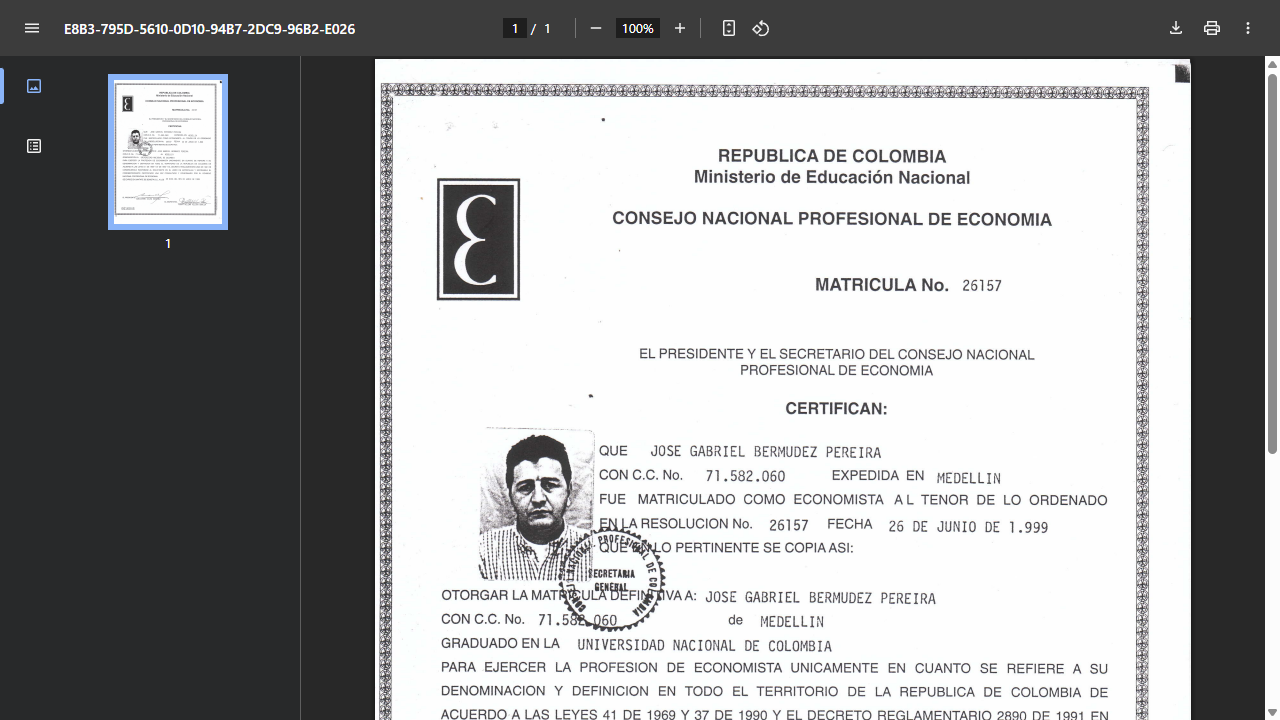 E8B3-795D-5610-0D10-94B7-2DC9-96B2-E026
1 / 1
100%
1
REPUBLICA DE COLOMBIA
Ministerio de Educación Nacional
CONSEJO NACIONAL PROFESIONAL DE ECONOMIA
MATRICULA No. 26157
EL PRESIDENTE Y EL SECRETARIO DEL CONSEJO NACIONAL
PROFESIONAL DE ECONOMIA
CERTIFICAN:
QUE JOSE GABRIEL BERMUDEZ PEREIRA
CON C.C. No. 71.582.060 EXPEDIDA EN MEDELLIN
FUE MATRICULADO COMO ECONOMISTA AL TENOR DE LO ORDENADO
EN LA RESOLUCION No. 26157 FECHA 26 DE JUNIO DE 1.999
QUE EN LO PERTINENTE SE COPIA ASI:
SECRETARIA
GENERAL
OTORGAR LA MATRICULA DEFINITIVA A: JOSE GABRIEL BERMUDEZ PEREIRA
CON C.C. No. 71.582.060 de MEDELLIN
GRADUADO EN LA UNIVERSIDAD NACIONAL DE COLOMBIA
PARA EJERCER LA PROFESION DE ECONOMISTA UNICAMENTE EN CUANTO SE REFIERE A SU
DENOMINACION Y DEFINICION EN TODO EL TERRITORIO DE LA REPUBLICA DE COLOMBIA DE
ACUERDO A LAS LEYES 41 DE 1969 Y 37 DE 1990 Y EL DECRETO REGLAMENTARIO 2890 DE 1991 EN